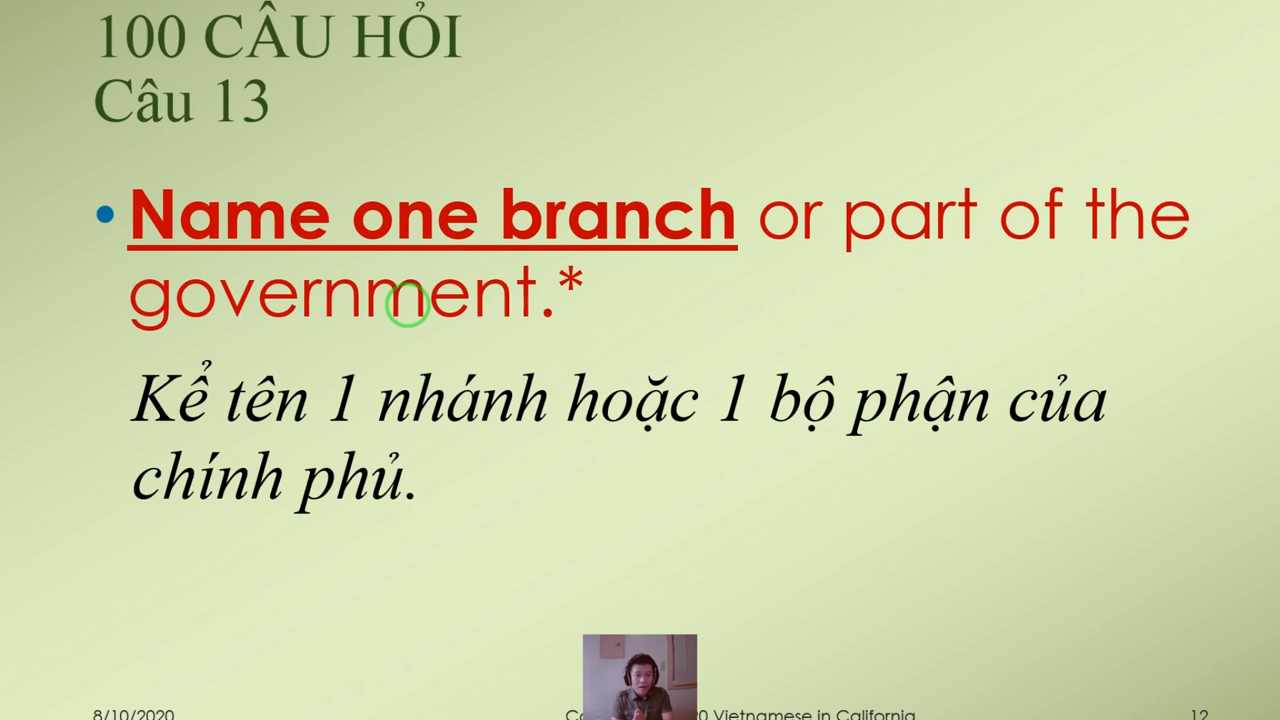 100 CÂU HỎI
Câu 13
• Name one branch or part of the
government.*
Kể tên 1 nhánh hoặc 1 bộ phận của
chính phủ.
8/10/2020 Vietnamese in California 12